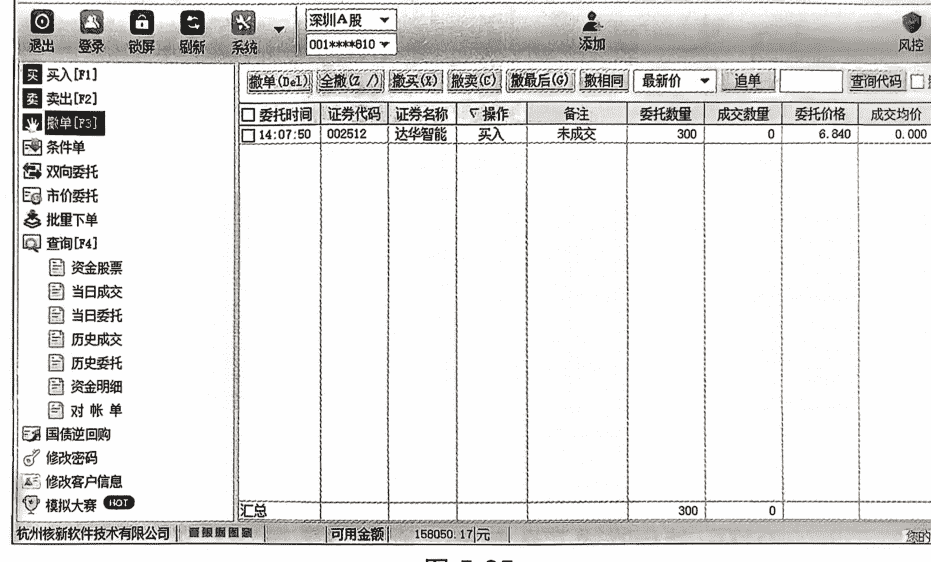 深圳A股
001****610
退出 登录 锁屏 刷新 系统 添加 风控
买 买入[F1]
卖 卖出[F2]
撤单[F3]
条件单
双向委托
市价委托
批量下单
查询[F4]
资金股票
当日成交
当日委托
历史成交
历史委托
资金明细
对 帐 单
国债逆回购
修改密码
修改客户信息
模拟大赛 HOT
撤单(Del) 全撤(Z /) 撤买(X) 撤卖(C) 撤最后(G) 撤相同 最新价 追单 查询代码
委托时间 证券代码 证券名称 操作 备注 委托数量 成交数量 委托价格 成交均价
14:07:50 002512 达华智能 买入 未成交 300 0 6.840 0.000
汇总 300 0
杭州核新软件技术有限公司 可用金额 158050.17元 您的